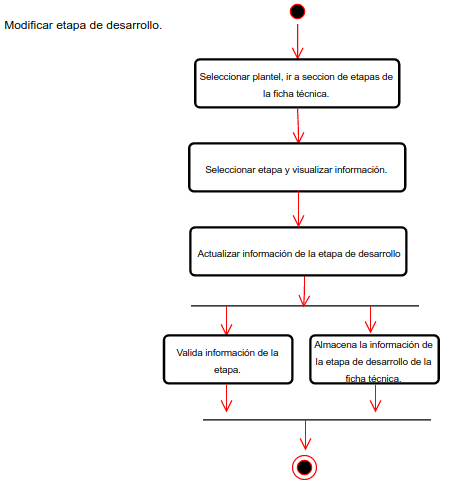 Modificar etapa de desarrollo.
Seleccionar plantel, ir a seccion de etapas de
la ficha técnica.
Seleccionar etapa y visualizar información.
Actualizar información de la etapa de desarrollo
Valida información de la
etapa.
Almacena la información de
la etapa de desarrollo de la
ficha técnica.